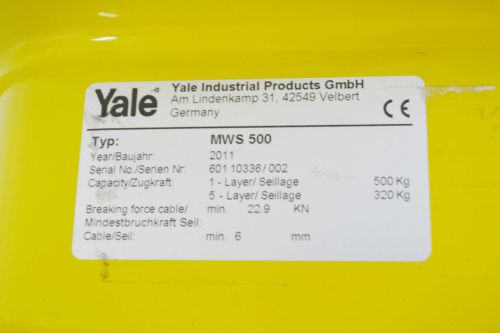 Yale
Yale Industrial Products GmbH
Am Lindenkamp 31, 42549 Velbert
Germany
CE
Typ: MWS 500
Year/Baujahr: 2011
Serial No./Serien Nr: 601 10336/ 002
Capacity/Zugkraft: 1 - Layer/ Seillage 500 Kg
5 - Layer/ Seillage 320 Kg
Breaking force cable/ min. 22.9 KN
Mindestbruchkraft Seil:
Cable/Seil: min. 6 mm